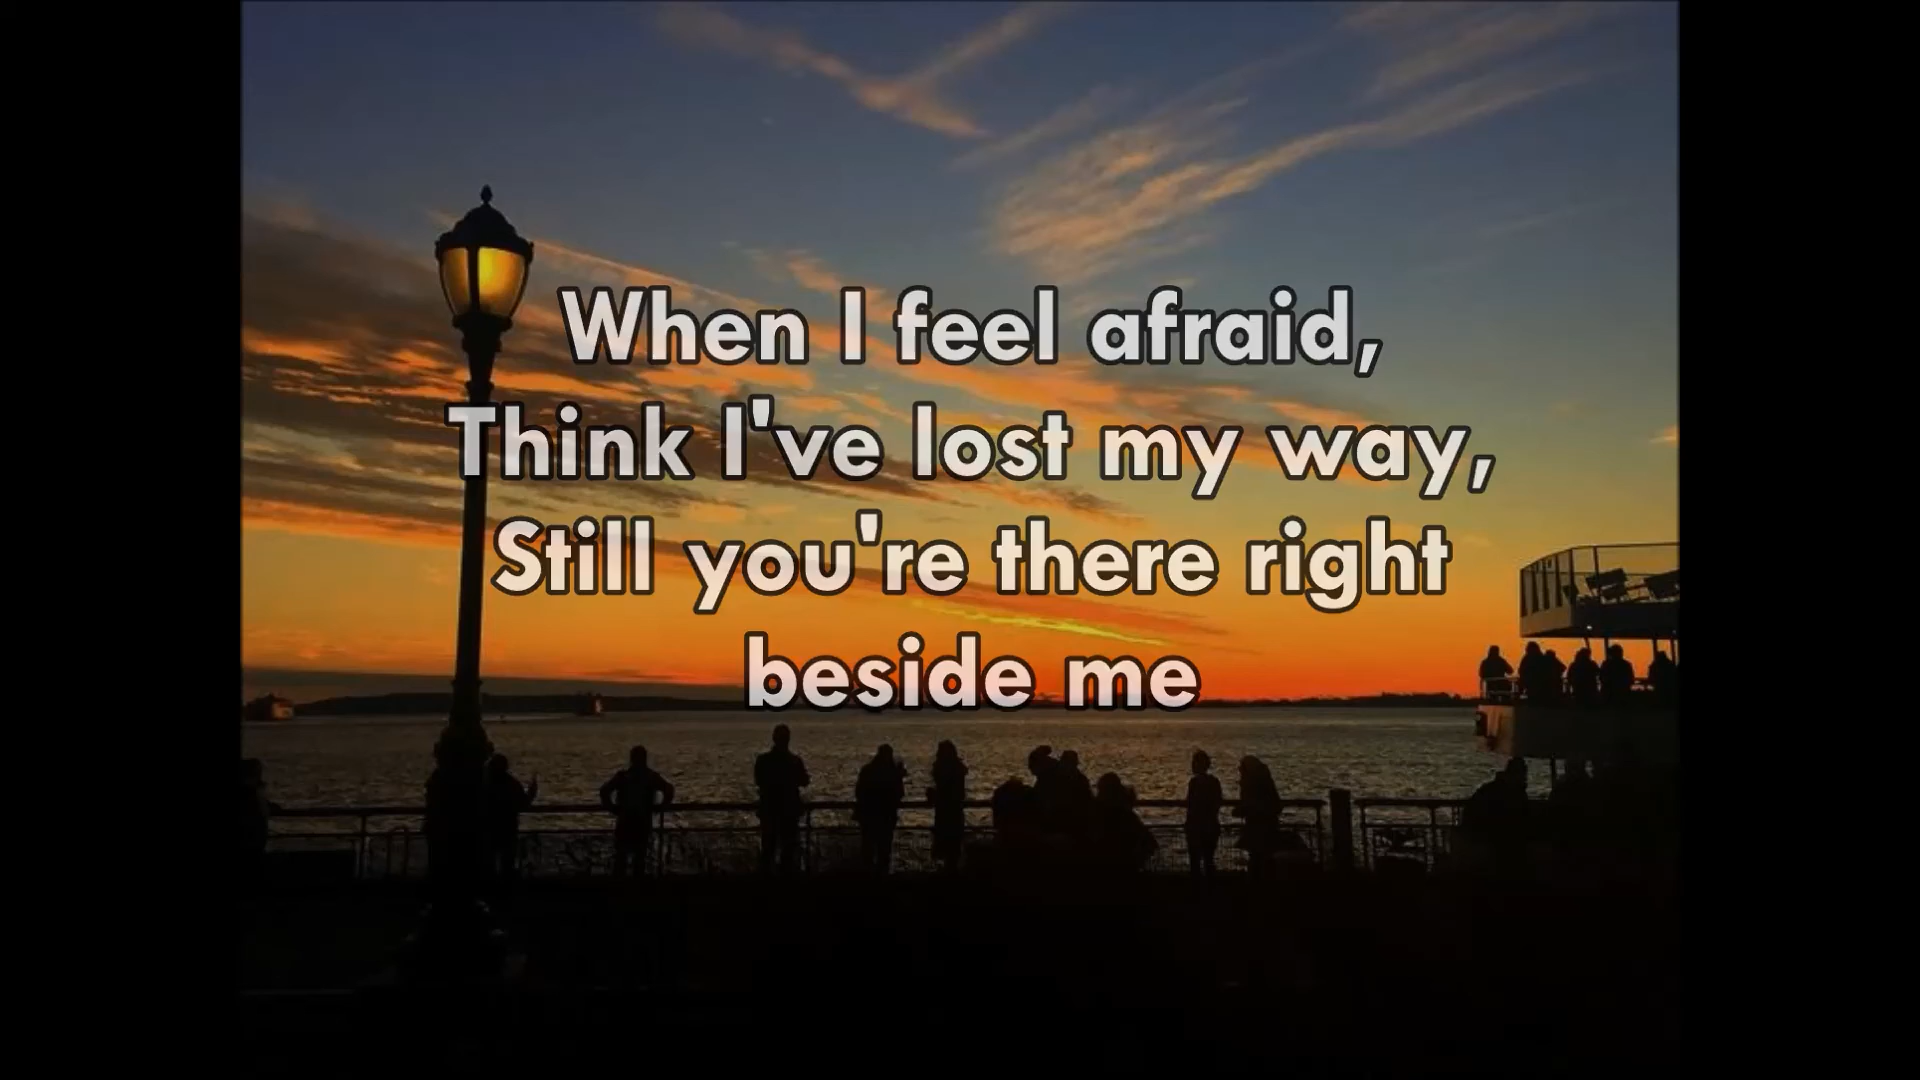 When I feel afraid,
Think I've lost my way,
Still you're there right
beside me